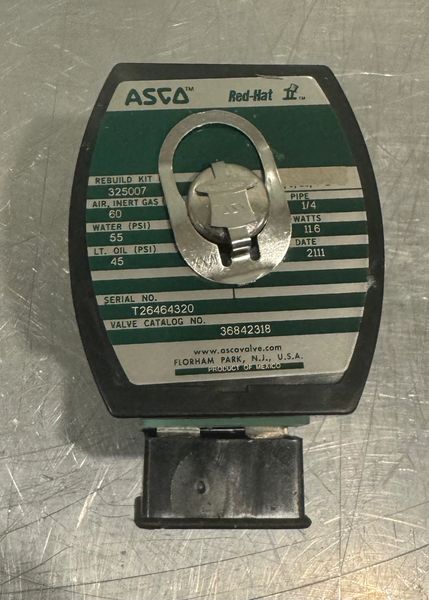 ASCO™
Red-Hat II™
REBUILD KIT
325007
AIR, INERT GAS
60
WATER (PSI)
55
LT. OIL (PSI)
45
PIPE
1/4
WATTS
11.6
DATE
2111
SERIAL NO.
T26464320
VALVE CATALOG NO.
36842318
www.ascovalve.com
FLORHAM PARK, N.J., U.S.A.
PRODUCT OF MEXICO